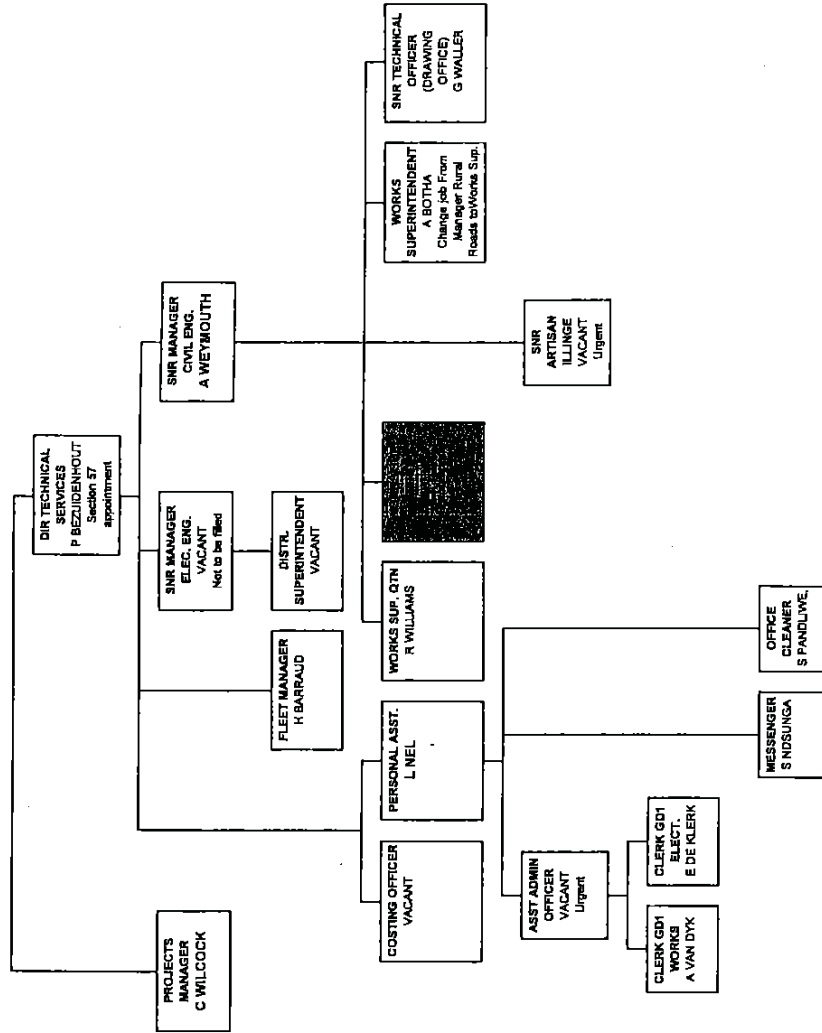 DIR TECHNICAL
SERVICES
P BEZUIDENHOUT
Section 57
appointment
PROJECTS
MANAGER
C WILCOCK
SNR MANAGER
ELEC. ENG.
VACANT
Not to be filled
SNR MANAGER
CIVIL ENG.
A WEYMOUTH
FLEET MANAGER
H BARRAUD
DISTR.
SUPERINTENDENT
VACANT
COSTING OFFICER
VACANT
PERSONAL ASST.
L NEL
WORKS SUP. QTN
R WILLIAMS
WORKS
SUPERINTENDENT
A BOTHA
Change job From
Manager Rural
Roads toWorks Sup.
SNR TECHNICAL
OFFICER
(DRAWING
OFFICE)
G WALLER
ASST ADMIN
OFFICER
VACANT
Urgent
SNR
ARTISAN
ILLINGE
VACANT
Urgent
CLERK GD1
WORKS
A VAN DYK
CLERK GD1
ELECT.
E DE KLERK
MESSENGER
S NDSUNGA
OFFICE
CLEANER
S PANDLIWE,